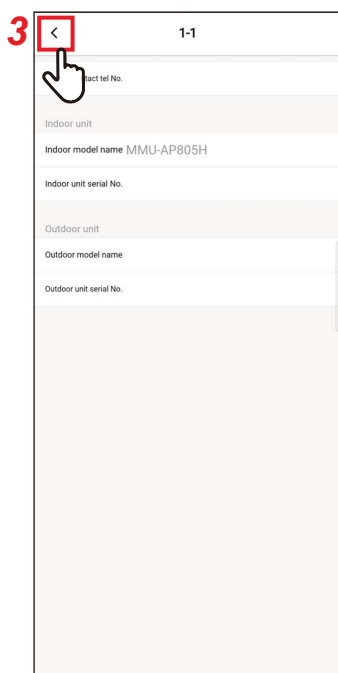 3
1-1
tact tel No.
Indoor unit
Indoor model name MMU-AP805H
Indoor unit serial No.
Outdoor unit
Outdoor model name
Outdoor unit serial No.